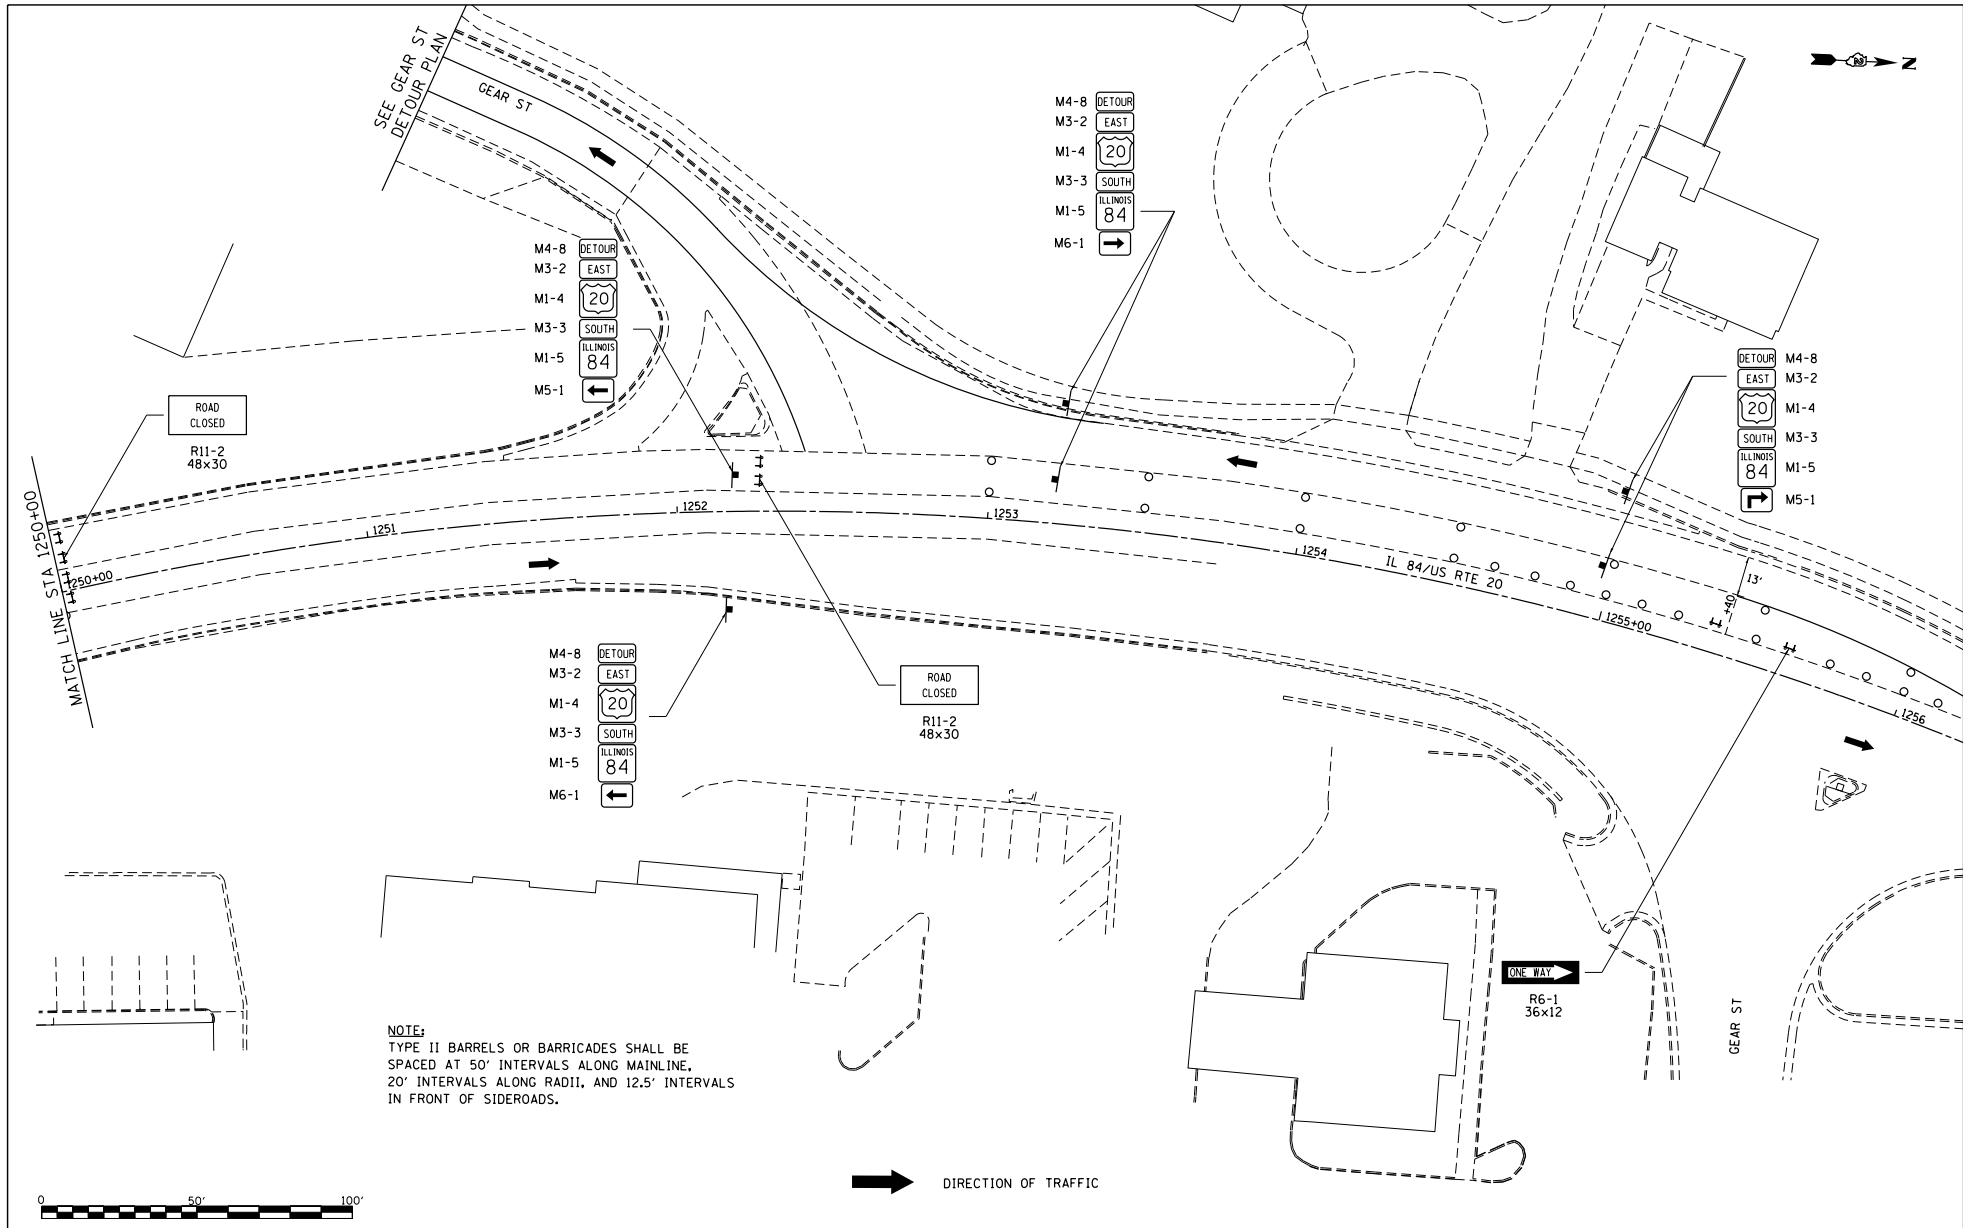 SEE GEAR ST
DETOUR PLAN
GEAR ST
N
M4-8 DETOUR
M3-2 EAST
M1-4 20
M3-3 SOUTH
M1-5 ILLINOIS 84
M6-1
M4-8 DETOUR
M3-2 EAST
M1-4 20
M3-3 SOUTH
M1-5 ILLINOIS 84
M5-1
DETOUR M4-8
EAST M3-2
20 M1-4
SOUTH M3-3
ILLINOIS 84 M1-5
M5-1
ROAD
CLOSED
R11-2
48x30
MATCH LINE STA 1250+00
1250+00
1251
1252
1253
1254
IL 84/US RTE 20
1255+00
+40
13'
1256
M4-8 DETOUR
M3-2 EAST
M1-4 20
M3-3 SOUTH
M1-5 ILLINOIS 84
M6-1
ROAD
CLOSED
R11-2
48x30
ONE WAY
R6-1
36x12
GEAR ST
NOTE:
TYPE II BARRELS OR BARRICADES SHALL BE
SPACED AT 50' INTERVALS ALONG MAINLINE,
20' INTERVALS ALONG RADII, AND 12.5' INTERVALS
IN FRONT OF SIDEROADS.
DIRECTION OF TRAFFIC
0 50' 100'